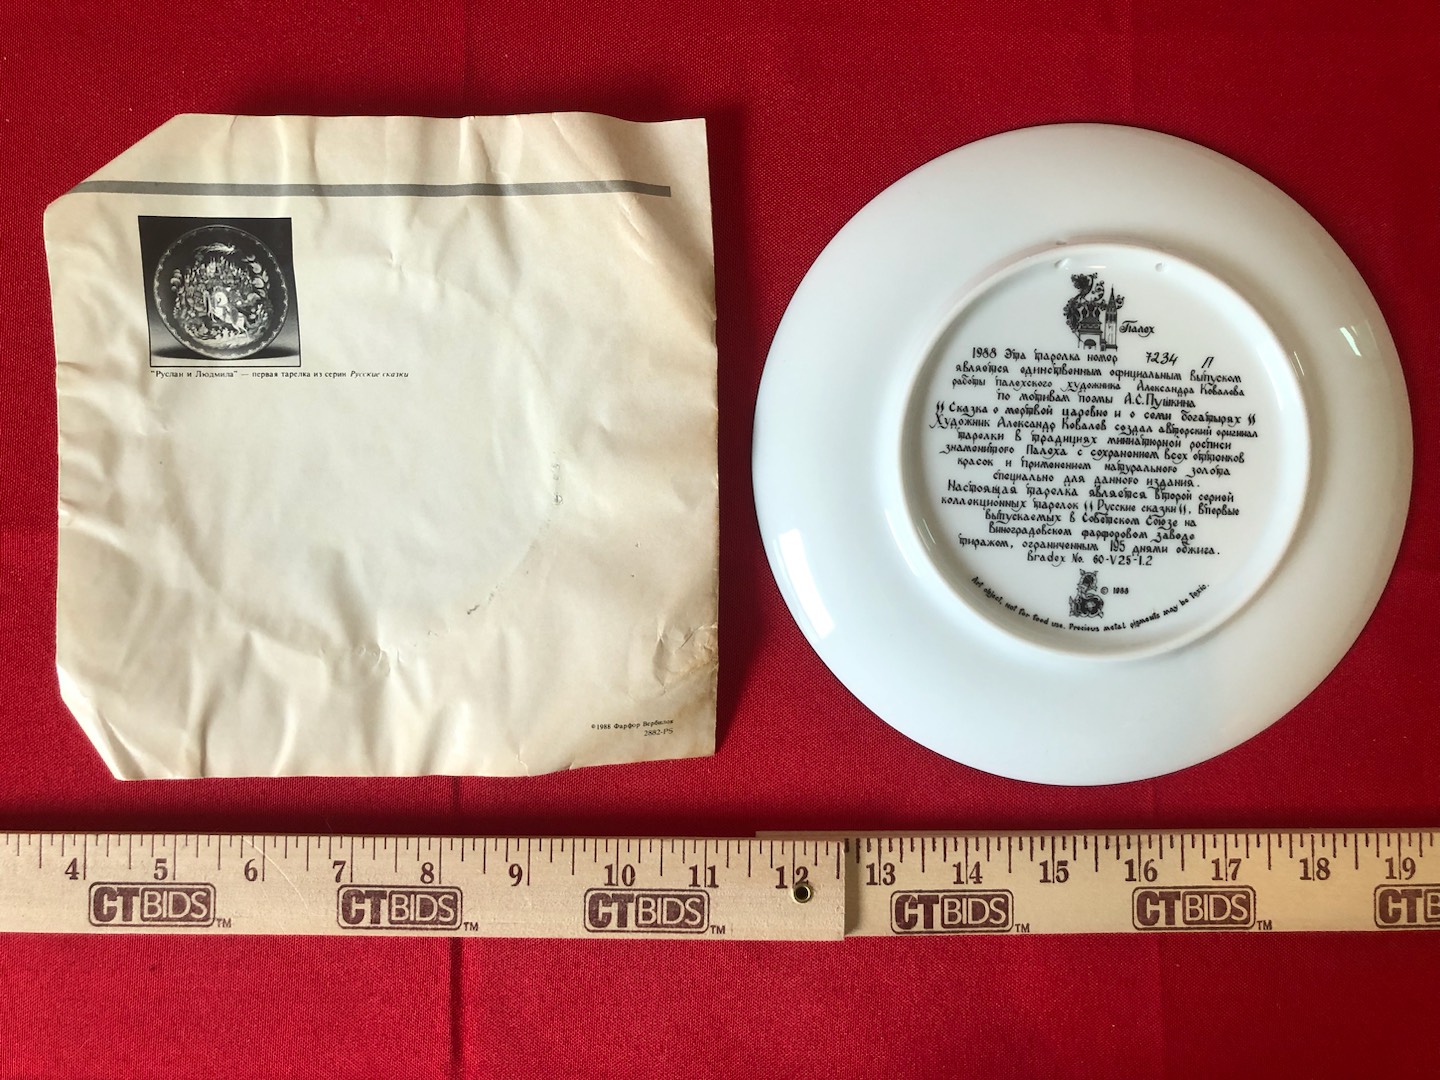 "Руслан и Людмила" — первая тарелка из серии Русские сказки
©1988 Фарфор Вербилок
2882-PS
Палех
1988 Эта тарелка номер 7234 Л
является единственным официальным выпуском
работы палехского художника Александра Ковалева
по мотивам поэмы А.С.Пушкина
"Сказка о мертвой царевне и о семи богатырях"
Художник Александр Ковалев создал авторский оригинал
тарелки в традициях миниатюрной росписи
знаменитого Палеха с сохранением всех оттенков
красок и применением натурального золота
специально для данного издания.
Настоящая тарелка является второй серией
коллекционных тарелок "Русские сказки", впервые
выпускаемых в Советском Союзе на
Виноградовском фарфоровом заводе
тиражом, ограниченным 195 днями обжига.
Bradex No. 60-V25-1.2
© 1988
Art object, not for food use. Precious metal pigments may be toxic.
4 5 6 7 8 9 10 11 12 13 14 15 16 17 18 19
CTBIDS™ CTBIDS™ CTBIDS™ CTBIDS™ CTBIDS™ CTB